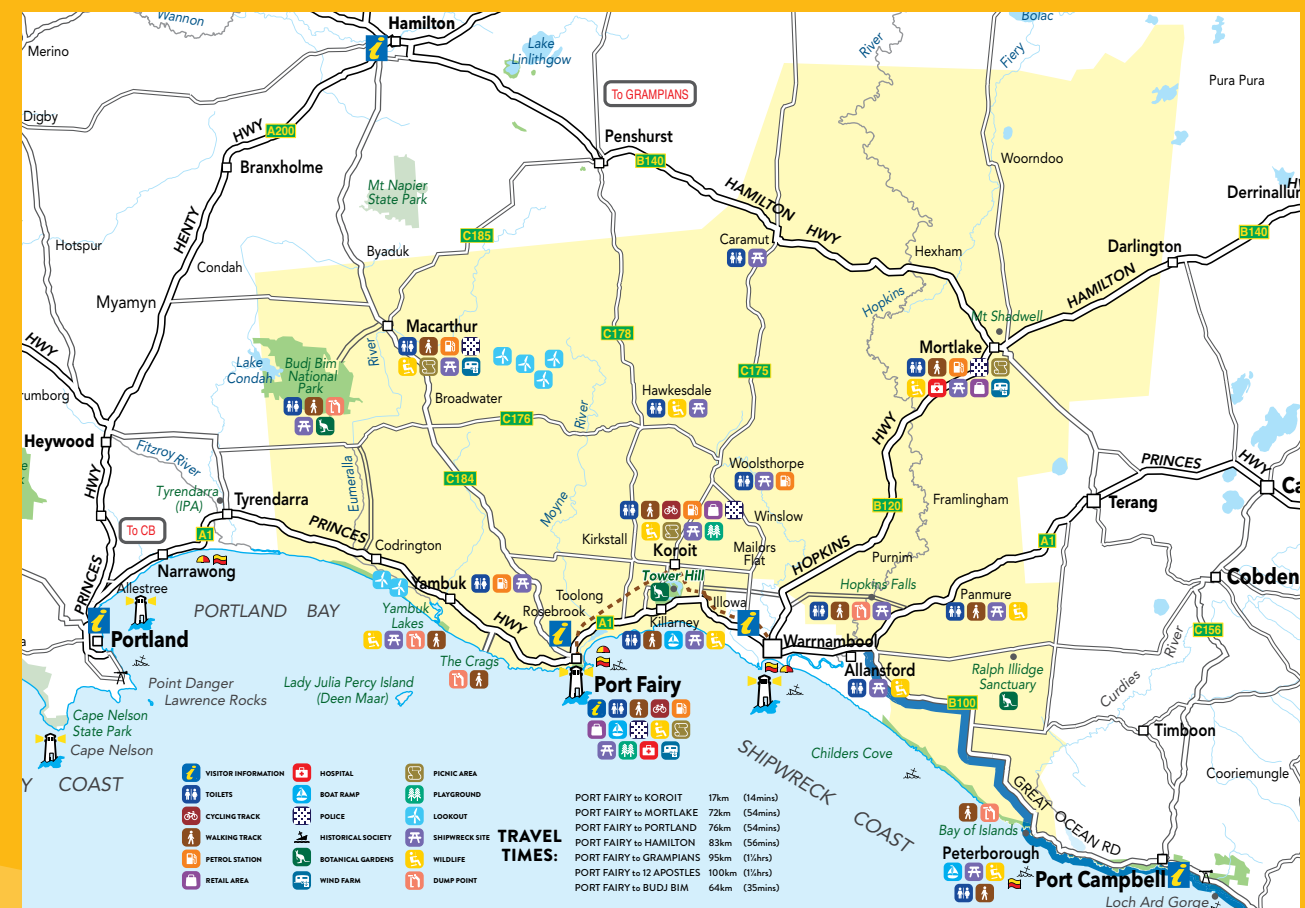 Wannon
Hamilton
Bolac
Merino
Lake
Linlithgow
River
Fiery
Pura Pura
To GRAMPIANS
Digby
HWY
A200
Penshurst
B140
Branxholme
Woorndoo
Mt Napier
State Park
HAMILTON
HWY
Derrinallu
HENTY
C185
Caramut
B140
Hotspur
Byaduk
Hexham
Darlington
Condah
HAMILTON
Myamyn
Hopkins
Mt Shadwell
Macarthur
C178
HWY
River
Mortlake
Lake
Condah
Budj Bim
National
Park
C175
rumborg
Broadwater
Hawkesdale
River
C176
HWY
Heywood
Fitzroy River
PRINCES
HWY
Woolsthorpe
C184
HWY
Eumeralla
Tyrendarra
(IPA)
Tyrendarra
Moyne
B120
Framlingham
Terang
Ca
Winslow
PRINCES
To CB
A1
Kirkstall
Koroit
Mailors
Flat
HOPKINS
A1
Codrington
Purnim
Narrawong
Tower Hill
Hopkins Falls
Cobden
PRINCES
Allestree
Yambuk
Toolong
Panmure
PORTLAND BAY
Rosebrook
Illowa
Yambuk
Lakes
HWY
A1
Killarney
C156
Portland
Warrnambool
River
The Crags
Allansford
Ralph Illidge
Sanctuary
Point Danger
Lawrence Rocks
Lady Julia Percy Island
(Deen Maar)
Port Fairy
B100
Curdies
Cape Nelson
State Park
Timboon
Cape Nelson
Childers Cove
SHIPWRECK COAST
Y COAST
Cooriemungle
GREAT OCEAN RD
VISITOR INFORMATION
HOSPITAL
PICNIC AREA
TOILETS
BOAT RAMP
PLAYGROUND
CYCLING TRACK
POLICE
LOOKOUT
WALKING TRACK
HISTORICAL SOCIETY
SHIPWRECK SITE
PETROL STATION
BOTANICAL GARDENS
WILDLIFE
RETAIL AREA
WIND FARM
DUMP POINT
TRAVEL
TIMES:
PORT FAIRY to KOROIT 17km (14mins)
PORT FAIRY to MORTLAKE 72km (54mins)
PORT FAIRY to PORTLAND 76km (54mins)
PORT FAIRY to HAMILTON 83km (56mins)
PORT FAIRY to GRAMPIANS 95km (1¼hrs)
PORT FAIRY to 12 APOSTLES 100km (1¼hrs)
PORT FAIRY to BUDJ BIM 64km (35mins)
Bay of Islands
Peterborough
Port Campbell
Loch Ard Gorge